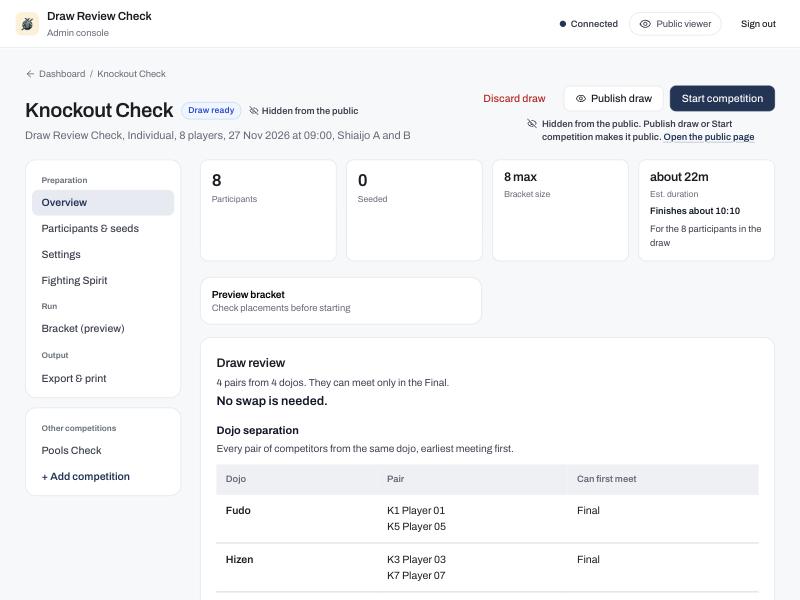 Draw Review Check
Admin console
Connected
Public viewer
Sign out
Dashboard / Knockout Check
Knockout Check
Draw ready
Hidden from the public
Discard draw
Publish draw
Start competition
Draw Review Check, Individual, 8 players, 27 Nov 2026 at 09:00, Shiaijo A and B
Hidden from the public. Publish draw or Start
competition makes it public. Open the public page
Preparation
Overview
Participants & seeds
Settings
Fighting Spirit
Run
Bracket (preview)
Output
Export & print
Other competitions
Pools Check
+ Add competition
8
Participants
0
Seeded
8 max
Bracket size
about 22m
Est. duration
Finishes about 10:10
For the 8 participants in the
draw
Preview bracket
Check placements before starting
Draw review
4 pairs from 4 dojos. They can meet only in the Final.
No swap is needed.
Dojo separation
Every pair of competitors from the same dojo, earliest meeting first.
Dojo Pair Can first meet
Fudo K1 Player 01 Final
K5 Player 05
Hizen K3 Player 03 Final
K7 Player 07